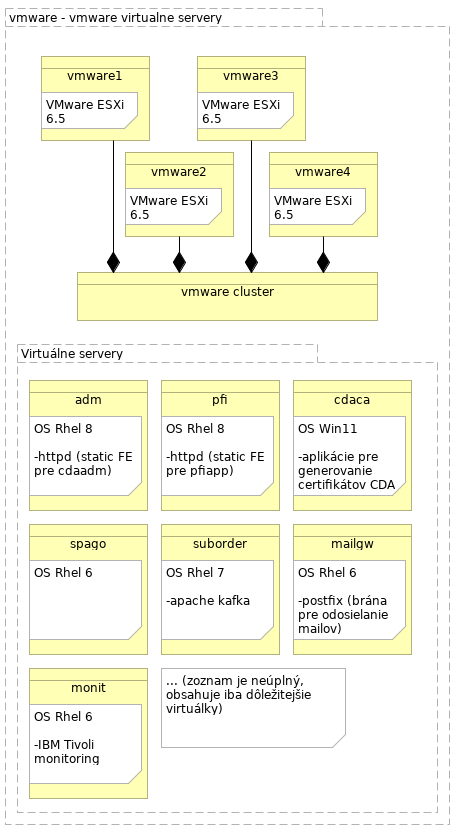 vmware - vmware virtualne servery
vmware1
VMware ESXi
6.5
vmware3
VMware ESXi
6.5
vmware2
VMware ESXi
6.5
vmware4
VMware ESXi
6.5
vmware cluster
Virtuálne servery
adm
OS Rhel 8
-httpd (static FE
pre cdaadm)
pfi
OS Rhel 8
-httpd (static FE
pre pfiapp)
cdaca
OS Win11
-aplikácie pre
generovanie
certifikátov CDA
spago
OS Rhel 6
suborder
OS Rhel 7
-apache kafka
mailgw
OS Rhel 6
-postfix (brána
pre odosielanie
mailov)
monit
OS Rhel 6
-IBM Tivoli
monitoring
... (zoznam je neúplný,
obsahuje iba dôležitejšie
virtuálky)